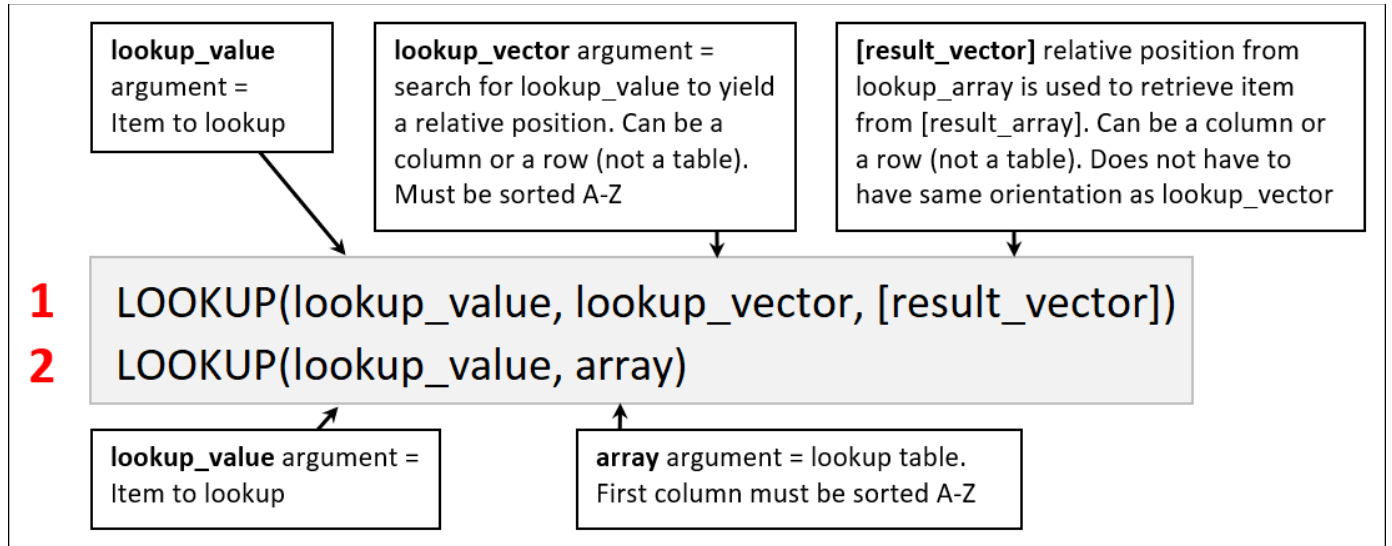 lookup_value
argument =
Item to lookup
lookup_vector argument =
search for lookup_value to yield
a relative position. Can be a
column or a row (not a table).
Must be sorted A-Z
[result_vector] relative position from
lookup_array is used to retrieve item
from [result_array]. Can be a column or
a row (not a table). Does not have to
have same orientation as lookup_vector
1 LOOKUP(lookup_value, lookup_vector, [result_vector])
2 LOOKUP(lookup_value, array)
lookup_value argument =
Item to lookup
array argument = lookup table.
First column must be sorted A-Z